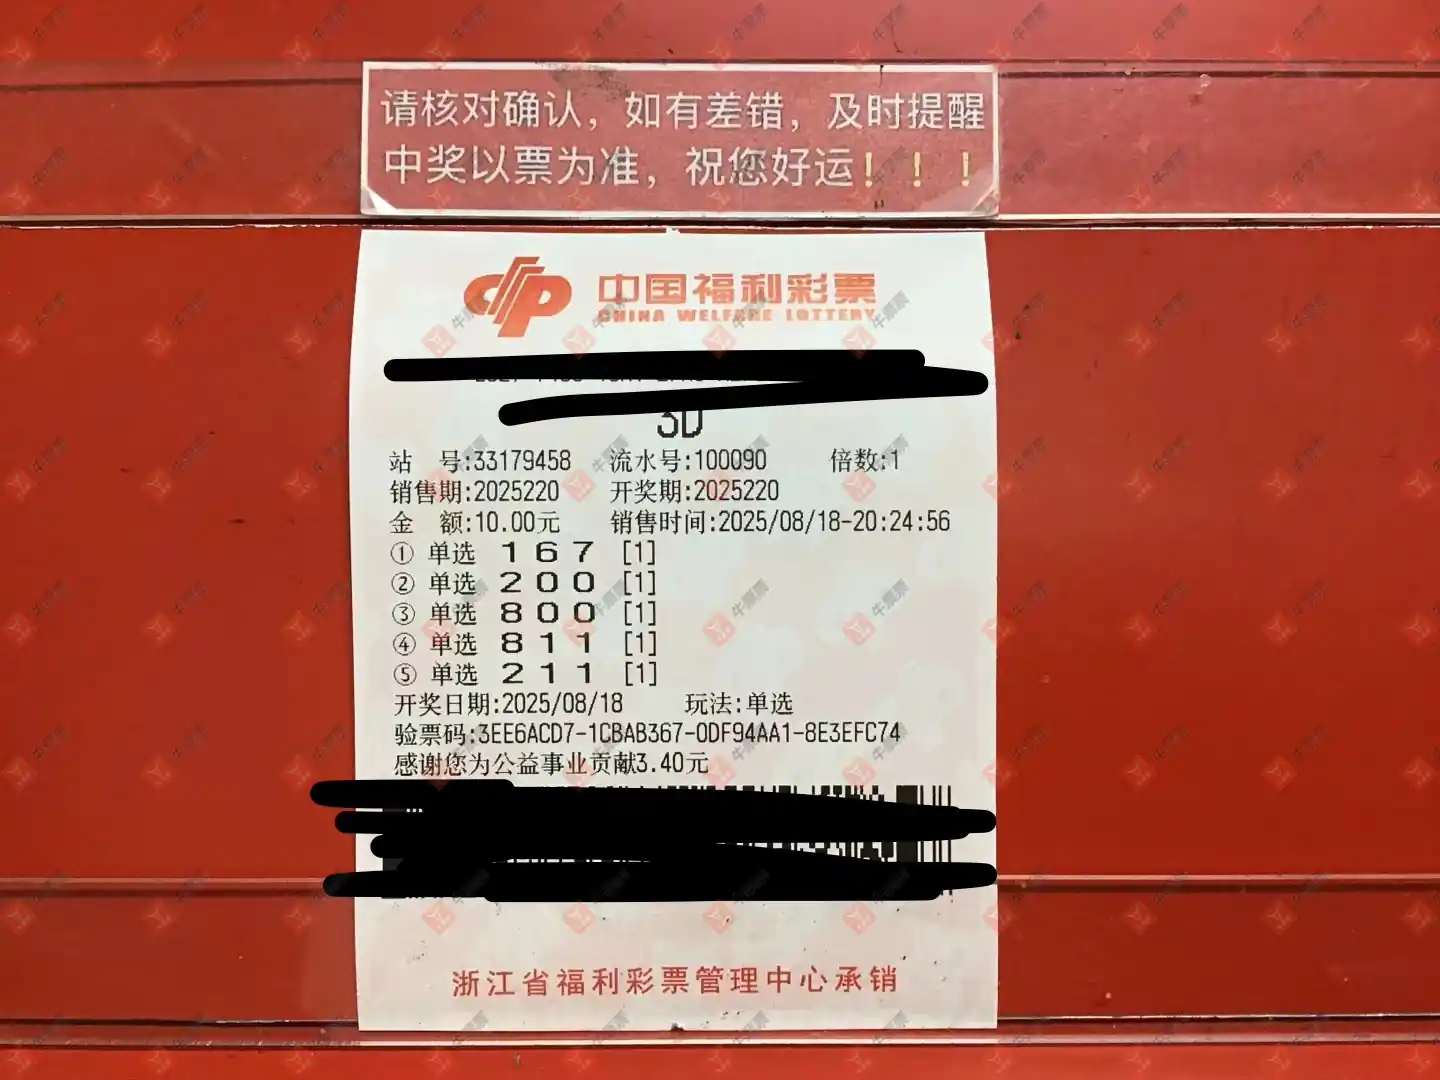 请核对确认，如有差错，及时提醒
中奖以票为准，祝您好运！！！
中国福利彩票
CHINA WELFARE LOTTERY
3D
站 号:33179458 流水号:100090 倍数:1
销售期:2025220 开奖期:2025220
金 额:10.00元 销售时间:2025/08/18-20:24:56
① 单选 1 6 7 [1]
② 单选 2 0 0 [1]
③ 单选 8 0 0 [1]
④ 单选 8 1 1 [1]
⑤ 单选 2 1 1 [1]
开奖日期:2025/08/18 玩法:单选
验票码:3EE6ACD7-1CBAB367-0DF94AA1-8E3EFC74
感谢您为公益事业贡献3.40元
浙江省福利彩票管理中心承销
牛票票